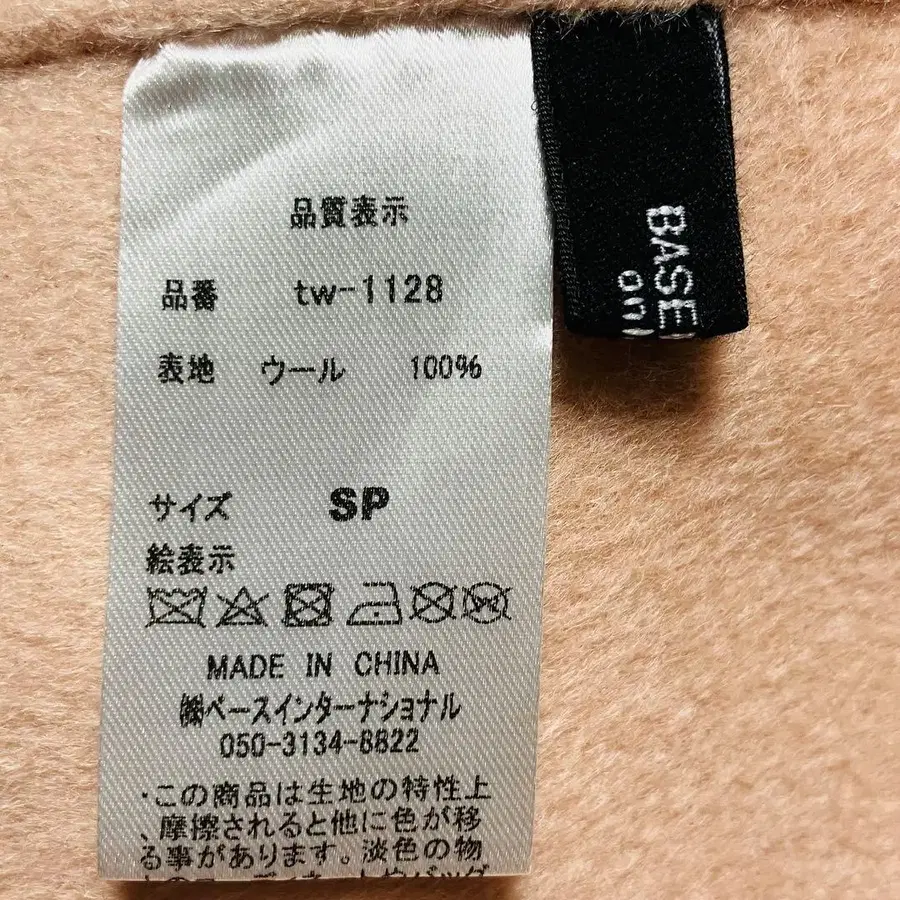 品質表示
品番 tw-1128
表地 ウール 100%
サイズ SP
絵表示
MADE IN CHINA
㈱ベースインターナショナル
050-3134-8822
・この商品は生地の特性上
、摩擦されると他に色が移
る事があります。淡色の物
BASE